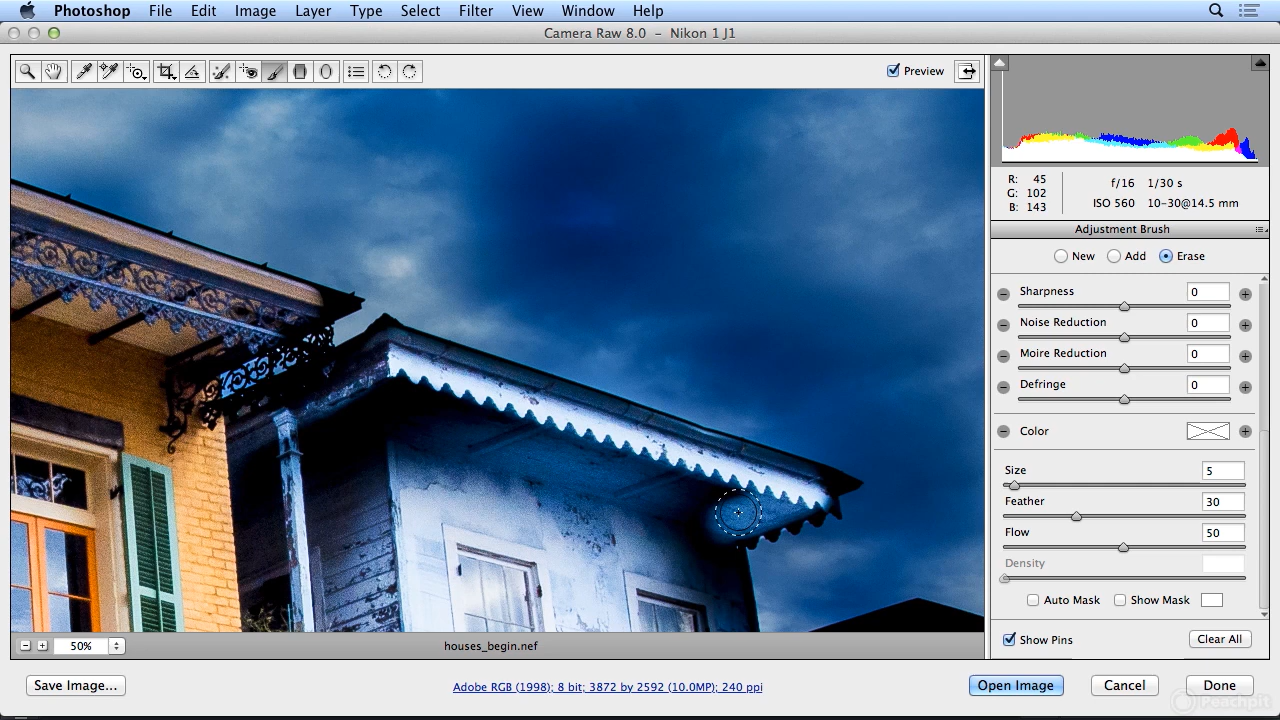 Photoshop File Edit Image Layer Type Select Filter View Window Help
Camera Raw 8.0 - Nikon 1 J1
Preview
R: 45
G: 102
B: 143
f/16 1/30 s
ISO 560 10-30@14.5 mm
Adjustment Brush
New Add Erase
Sharpness 0
Noise Reduction 0
Moire Reduction 0
Defringe 0
Color
Size 5
Feather 30
Flow 50
Density
Auto Mask Show Mask
Show Pins Clear All
50% houses_begin.nef
Save Image... Adobe RGB (1998); 8 bit; 3872 by 2592 (10.0MP); 240 ppi Open Image Cancel Done
Peachpit